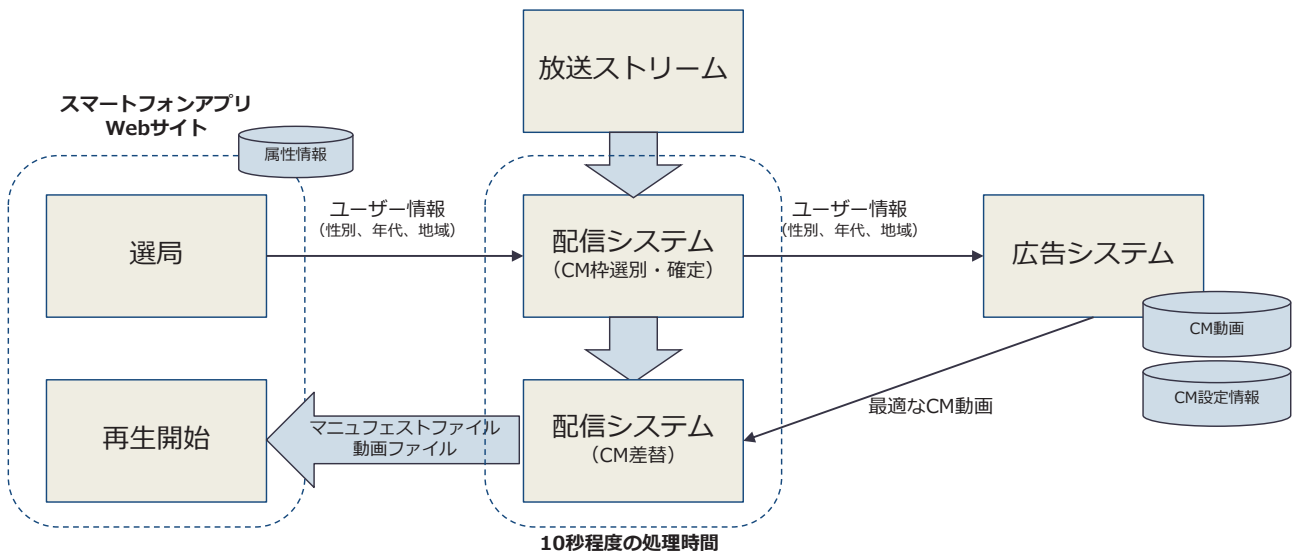 放送ストリーム
スマートフォンアプリ
Webサイト
属性情報
選局
ユーザー情報
（性別、年代、地域）
配信システム
（CM枠選別・確定）
ユーザー情報
（性別、年代、地域）
広告システム
CM動画
CM設定情報
最適なCM動画
再生開始
マニュフェストファイル
動画ファイル
配信システム
（CM差替）
10秒程度の処理時間